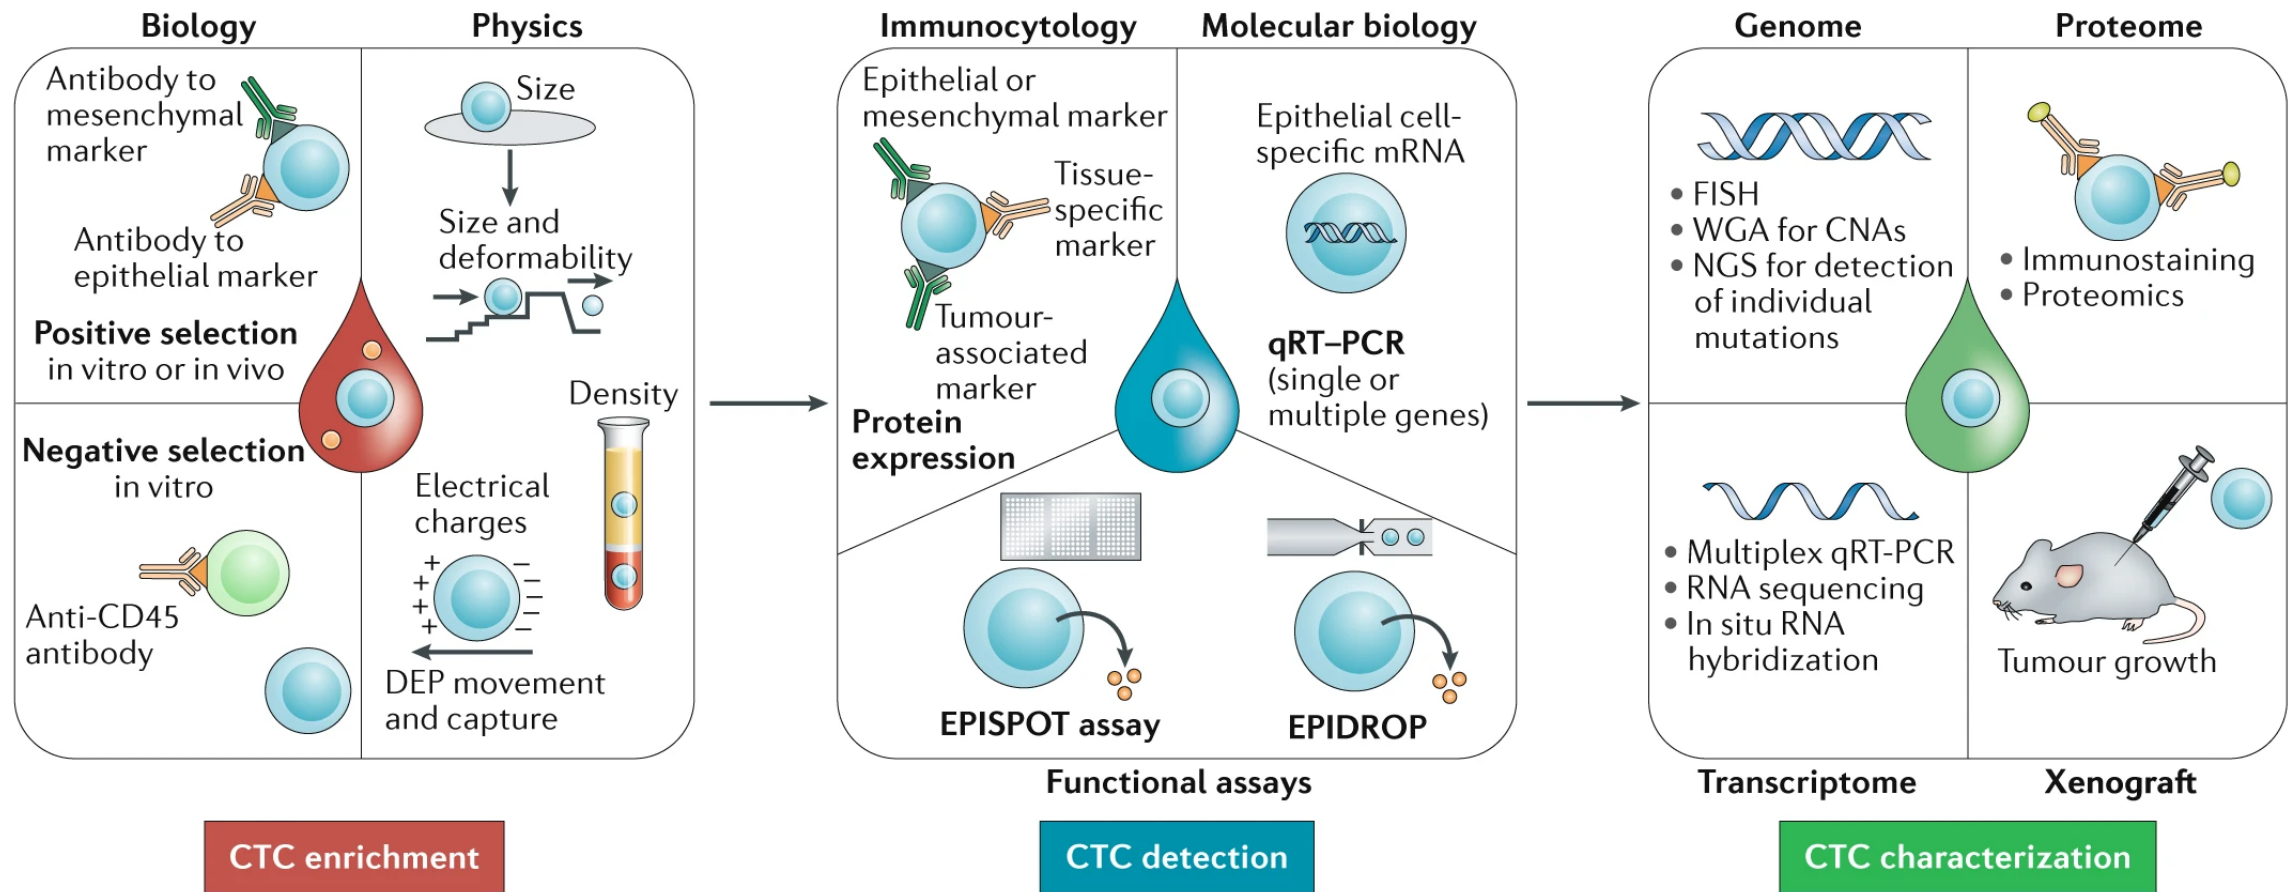 Biology
Physics
Antibody to
mesenchymal
marker
Antibody to
epithelial marker
Positive selection
in vitro or in vivo
Negative selection
in vitro
Anti-CD45
antibody
Size
Size and
deformability
Density
Electrical
charges
+ −
+ −
+ −
+ −
−
DEP movement
and capture
CTC enrichment
Immunocytology
Molecular biology
Epithelial or
mesenchymal marker
Tissue-
specific
marker
Tumour-
associated
marker
Protein
expression
Epithelial cell-
specific mRNA
qRT–PCR
(single or
multiple genes)
EPISPOT assay
EPIDROP
Functional assays
CTC detection
Genome
Proteome
• FISH
• WGA for CNAs
• NGS for detection
of individual
mutations
• Immunostaining
• Proteomics
• Multiplex qRT-PCR
• RNA sequencing
• In situ RNA
hybridization
Tumour growth
Transcriptome
Xenograft
CTC characterization